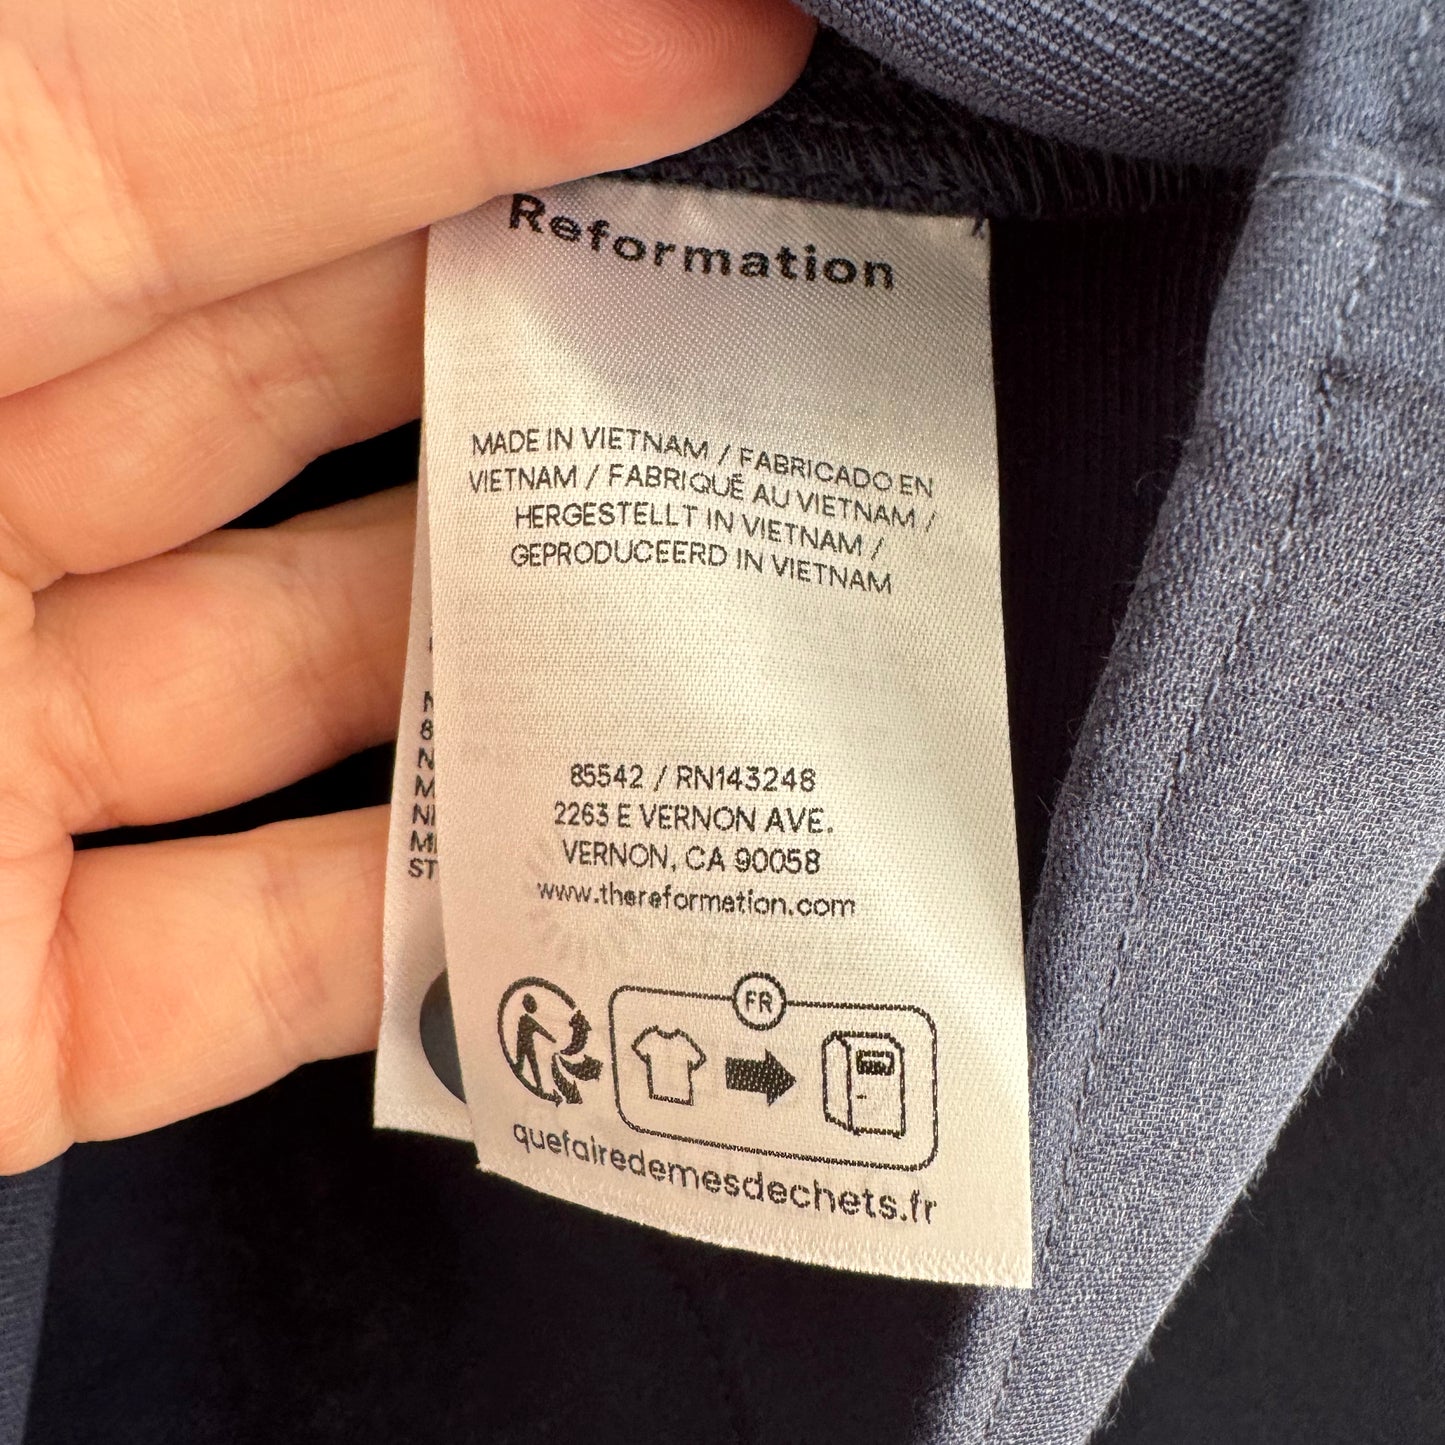 Reformation
MADE IN VIETNAM / FABRICADO EN
VIETNAM / FABRIQUÉ AU VIETNAM /
HERGESTELLT IN VIETNAM /
GEPRODUCEERD IN VIETNAM
85542 / RN143248
2263 E VERNON AVE.
VERNON, CA 90058
www.thereformation.com
FR
quefairedemesdechets.fr